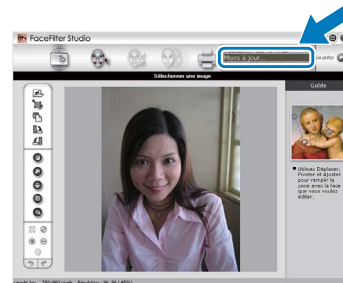 FaceFilter Studio
Mises à jour...
Sélectionner une image
Guide
Utilisez Déplacer,
Pivoter et Ajuster
pour remplir la
zone avec la face
que vous voulez
éditer.